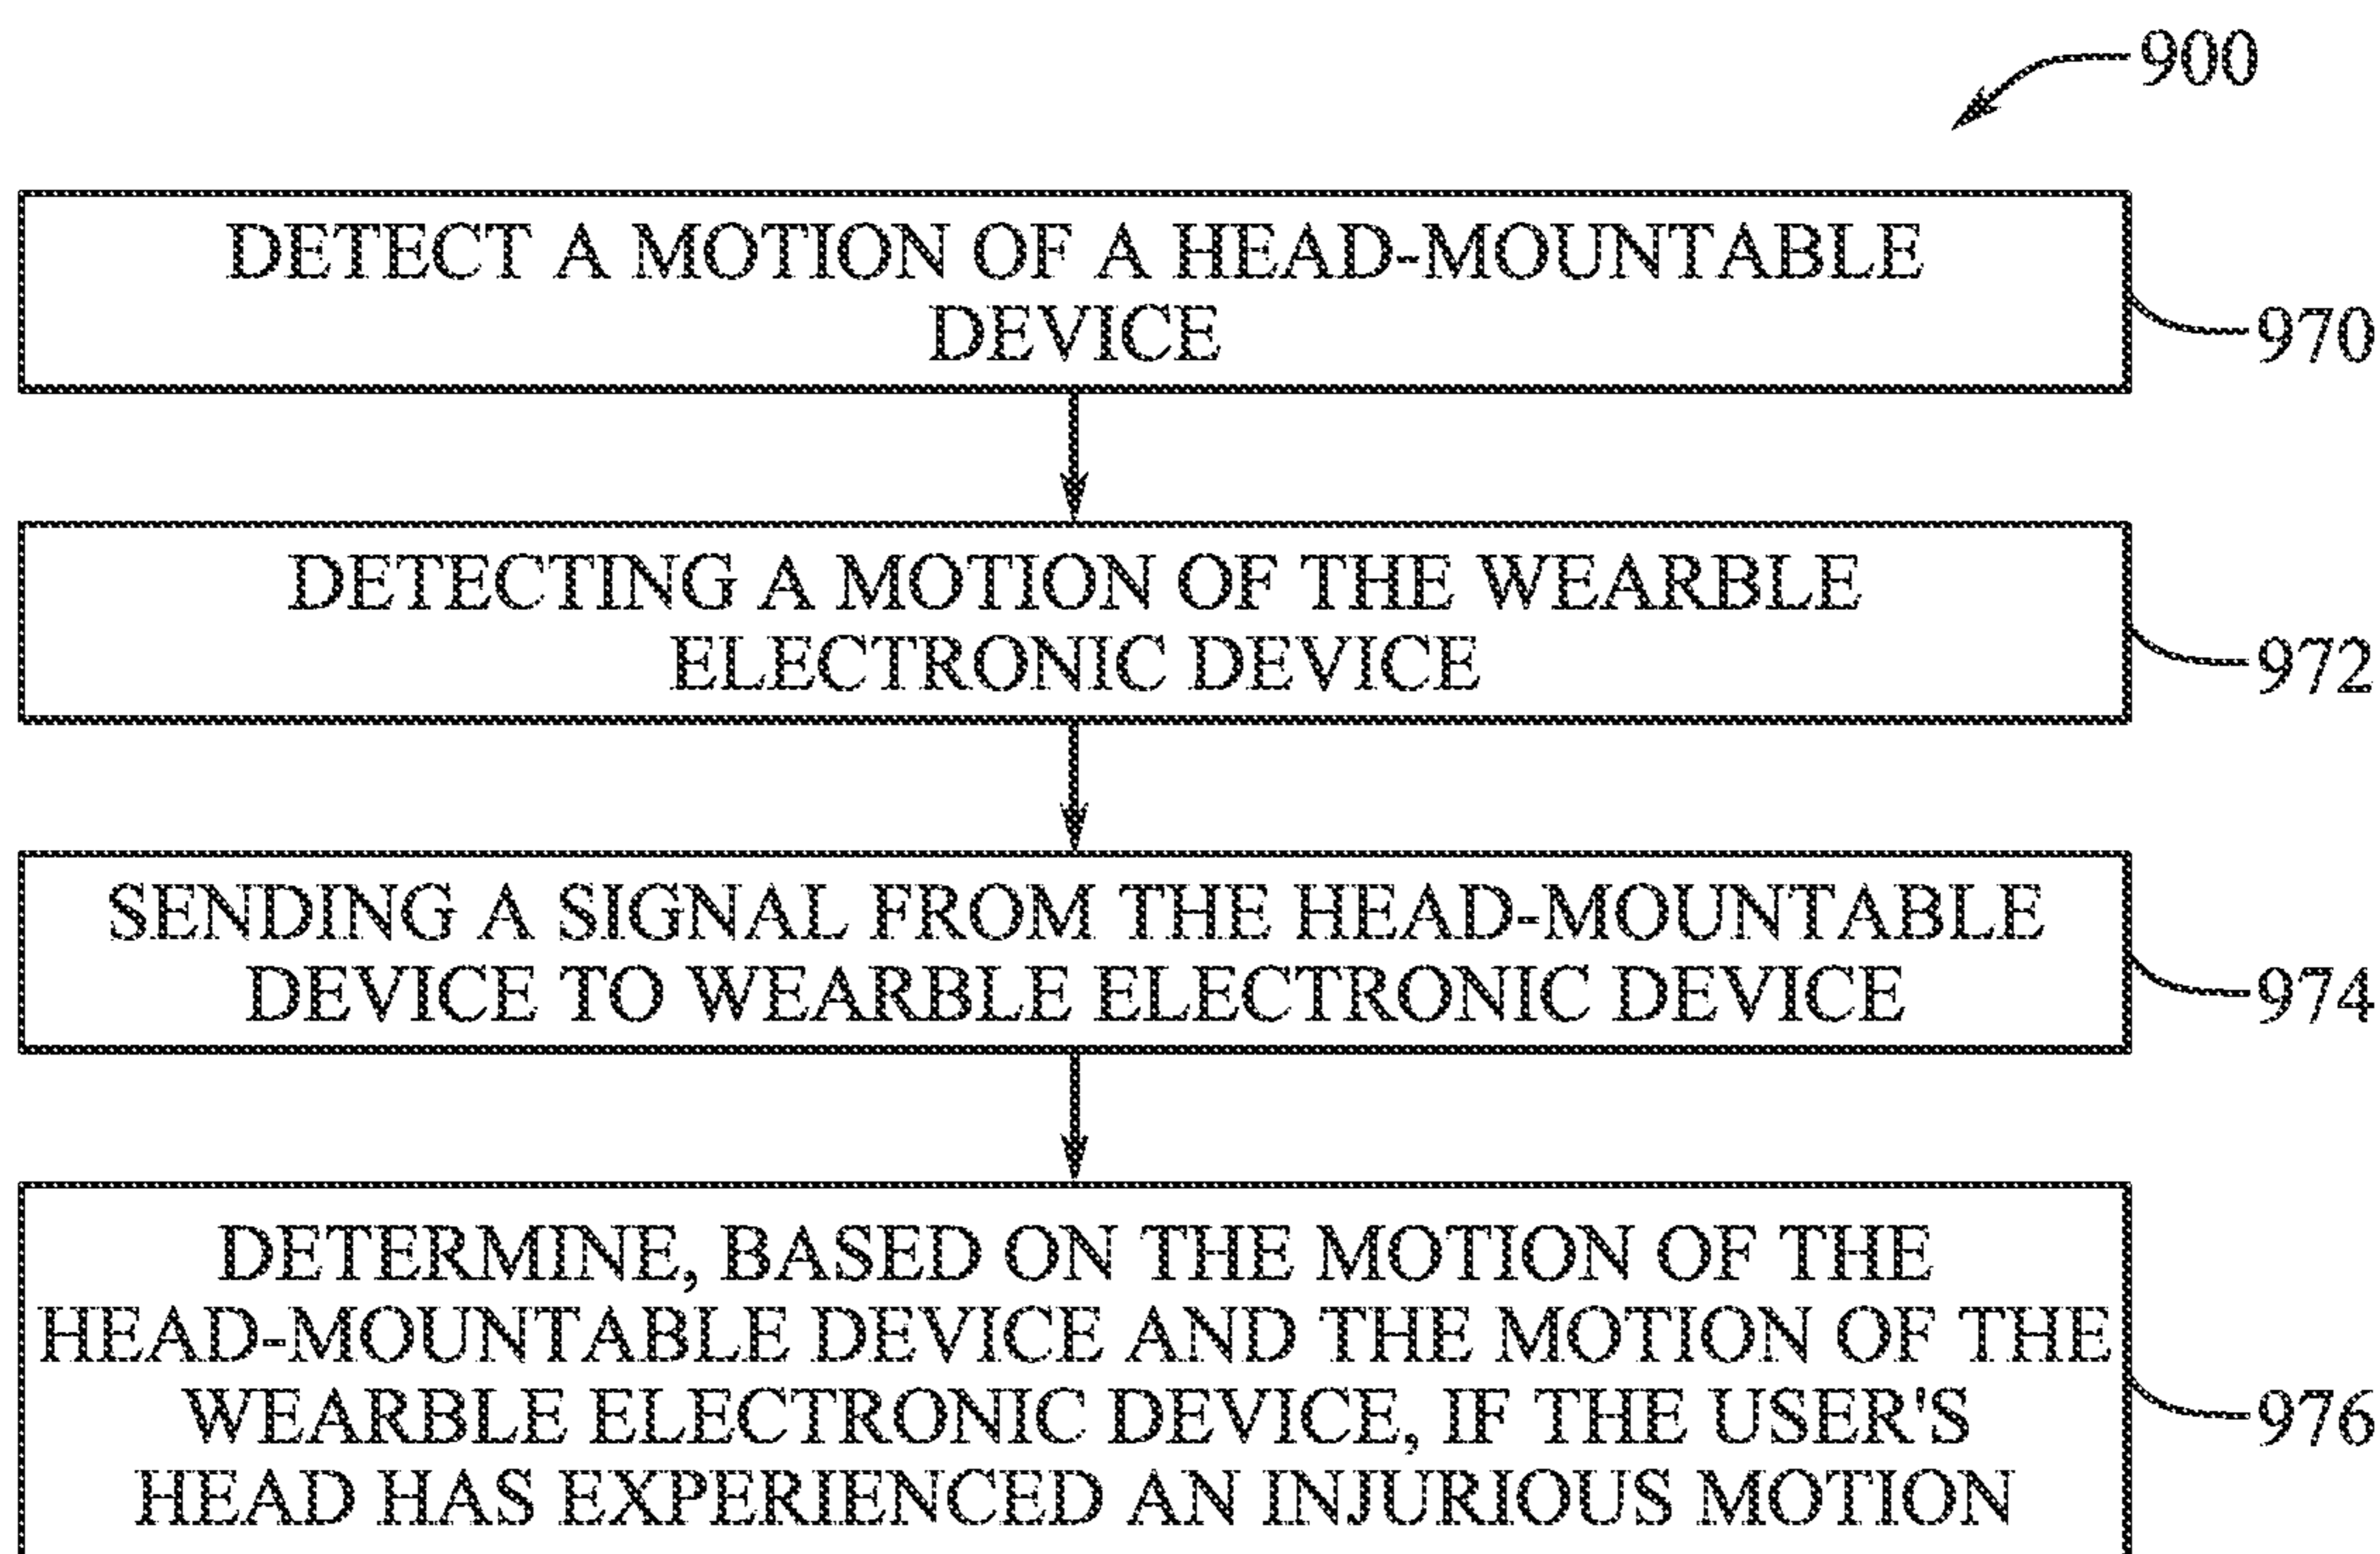 900
DETECT A MOTION OF A HEAD-MOUNTABLE
DEVICE
970
DETECTING A MOTION OF THE WEARBLE
ELECTRONIC DEVICE
972
SENDING A SIGNAL FROM THE HEAD-MOUNTABLE
DEVICE TO WEARBLE ELECTRONIC DEVICE
974
DETERMINE, BASED ON THE MOTION OF THE
HEAD-MOUNTABLE DEVICE AND THE MOTION OF THE
WEARBLE ELECTRONIC DEVICE, IF THE USER'S
HEAD HAS EXPERIENCED AN INJURIOUS MOTION
976